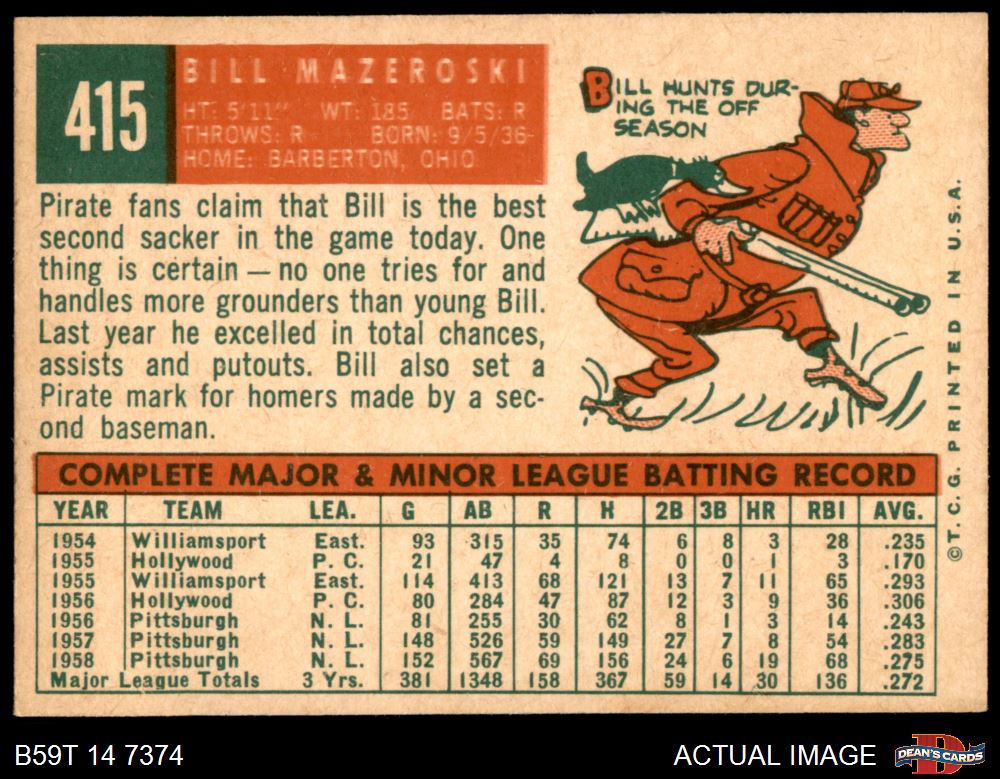 415
BILL MAZEROSKI
HT: 5'11" WT: 185 BATS: R
THROWS: R BORN: 9/5/36
HOME: BARBERTON, OHIO
Pirate fans claim that Bill is the best
second sacker in the game today. One
thing is certain — no one tries for and
handles more grounders than young Bill.
Last year he excelled in total chances,
assists and putouts. Bill also set a
Pirate mark for homers made by a sec-
ond baseman.
BILL HUNTS DUR-
ING THE OFF
SEASON
COMPLETE MAJOR & MINOR LEAGUE BATTING RECORD
YEAR TEAM LEA. G AB R H 2B 3B HR RBI AVG.
1954 Williamsport East. 93 315 35 74 6 8 3 28 .235
1955 Hollywood P. C. 21 47 4 8 0 0 1 3 .170
1955 Williamsport East. 114 413 68 121 13 7 11 65 .293
1956 Hollywood P. C. 80 284 47 87 12 3 9 36 .306
1956 Pittsburgh N. L. 81 255 30 62 8 1 3 14 .243
1957 Pittsburgh N. L. 148 526 59 149 27 7 8 54 .283
1958 Pittsburgh N. L. 152 567 69 156 24 6 19 68 .275
Major League Totals 3 Yrs. 381 1348 158 367 59 14 30 136 .272
©T. C. G. PRINTED IN U.S.A.
B59T 14 7374
ACTUAL IMAGE
DEAN'S CARDS